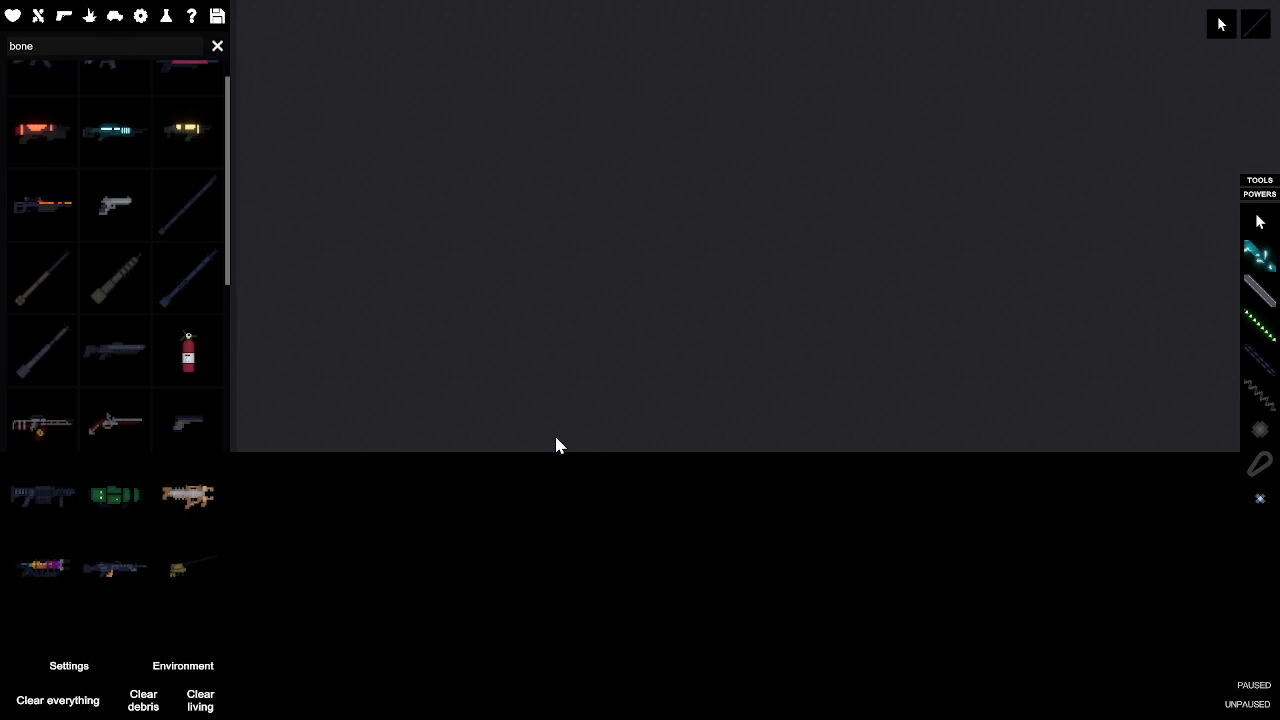 ?
bone
TOOLS
POWERS
Settings
Environment
Clear everything
Clear
debris
Clear
living
PAUSED
UNPAUSED